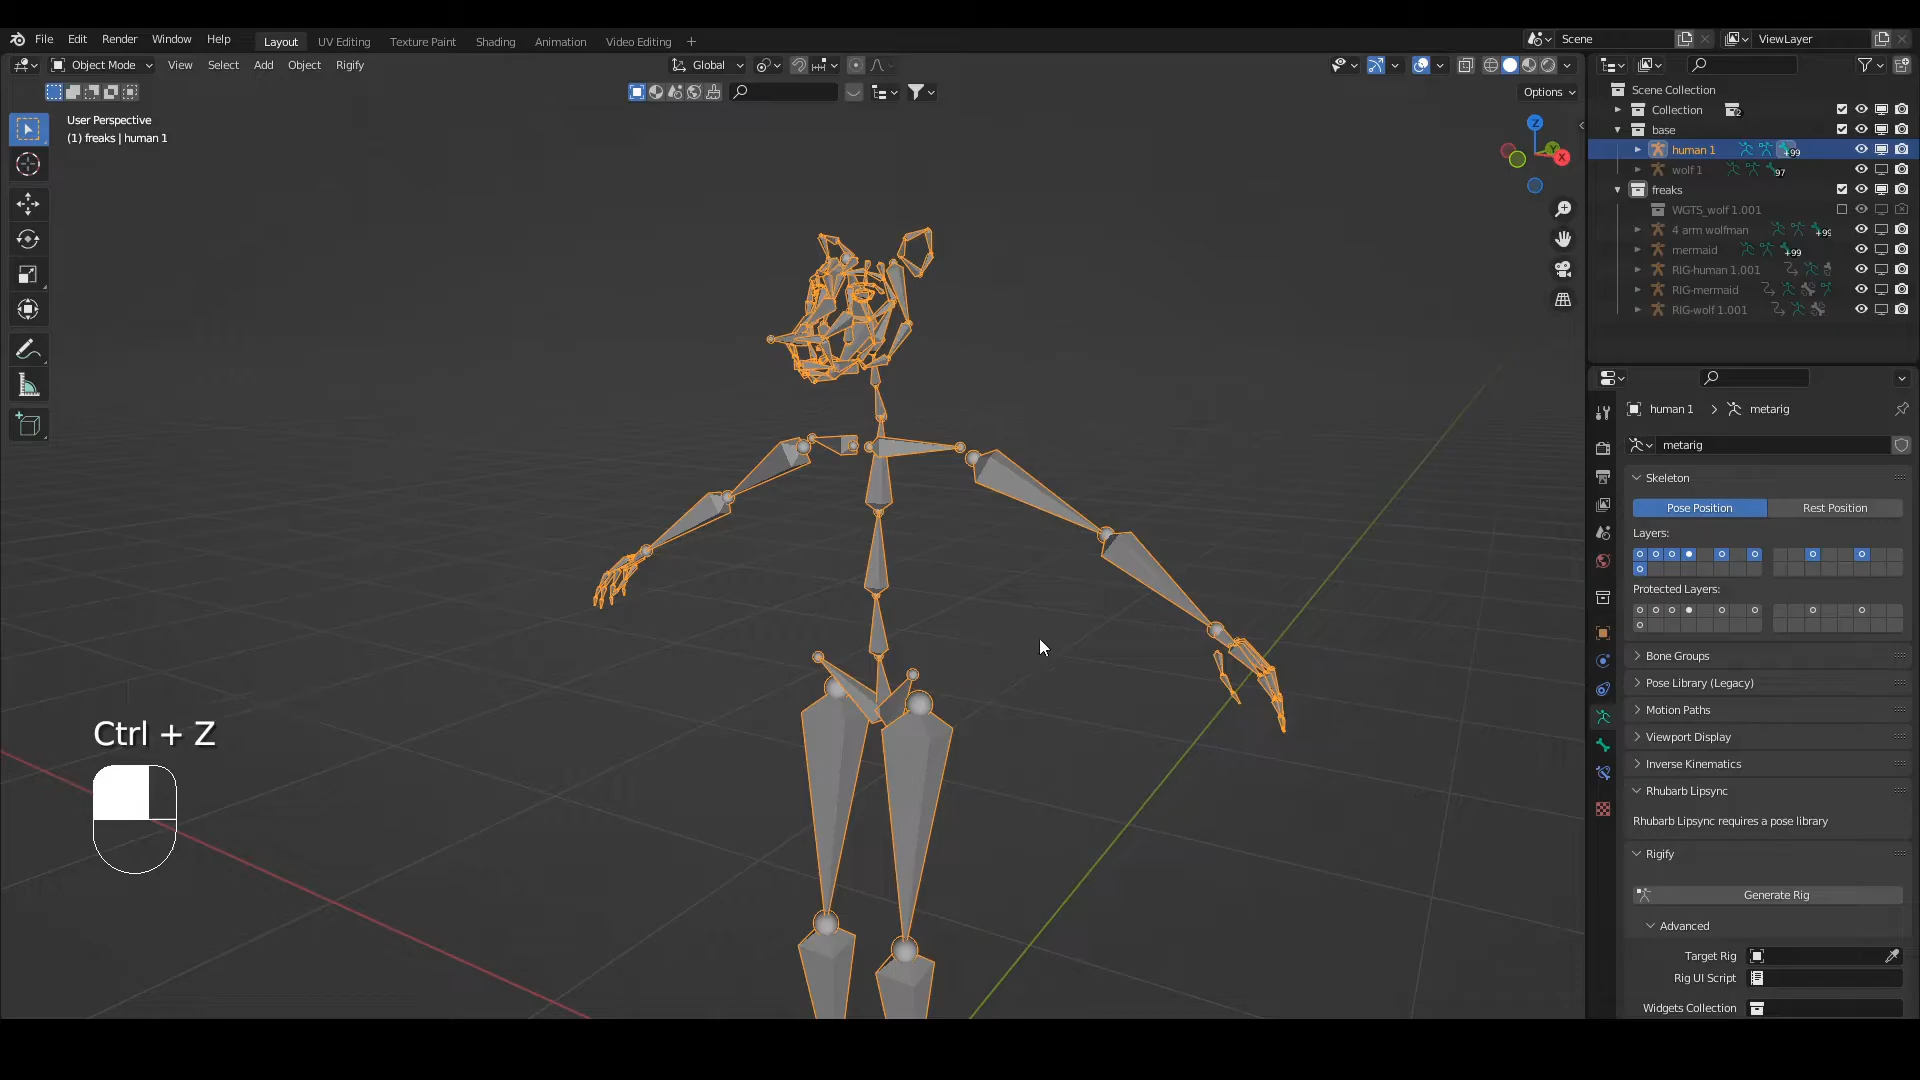 File Edit Render Window Help
Layout UV Editing Texture Paint Shading Animation Video Editing +
Scene
ViewLayer
Object Mode View Select Add Object Rigify
Global
Options
User Perspective
(1) freaks | human 1
Z
X
Scene Collection
Collection 2
base
human 1 +99
wolf 1 97
freaks
WGTS_wolf 1.001
4 arm wolfman +99
mermaid +99
RIG-human 1.001
RIG-mermaid
RIG-wolf 1.001
human 1 > metarig
metarig
Skeleton
Pose Position Rest Position
Layers:
Protected Layers:
Bone Groups
Pose Library (Legacy)
Motion Paths
Viewport Display
Inverse Kinematics
Rhubarb Lipsync
Rhubarb Lipsync requires a pose library
Rigify
Generate Rig
Advanced
Target Rig
Rig UI Script
Widgets Collection
Ctrl + Z